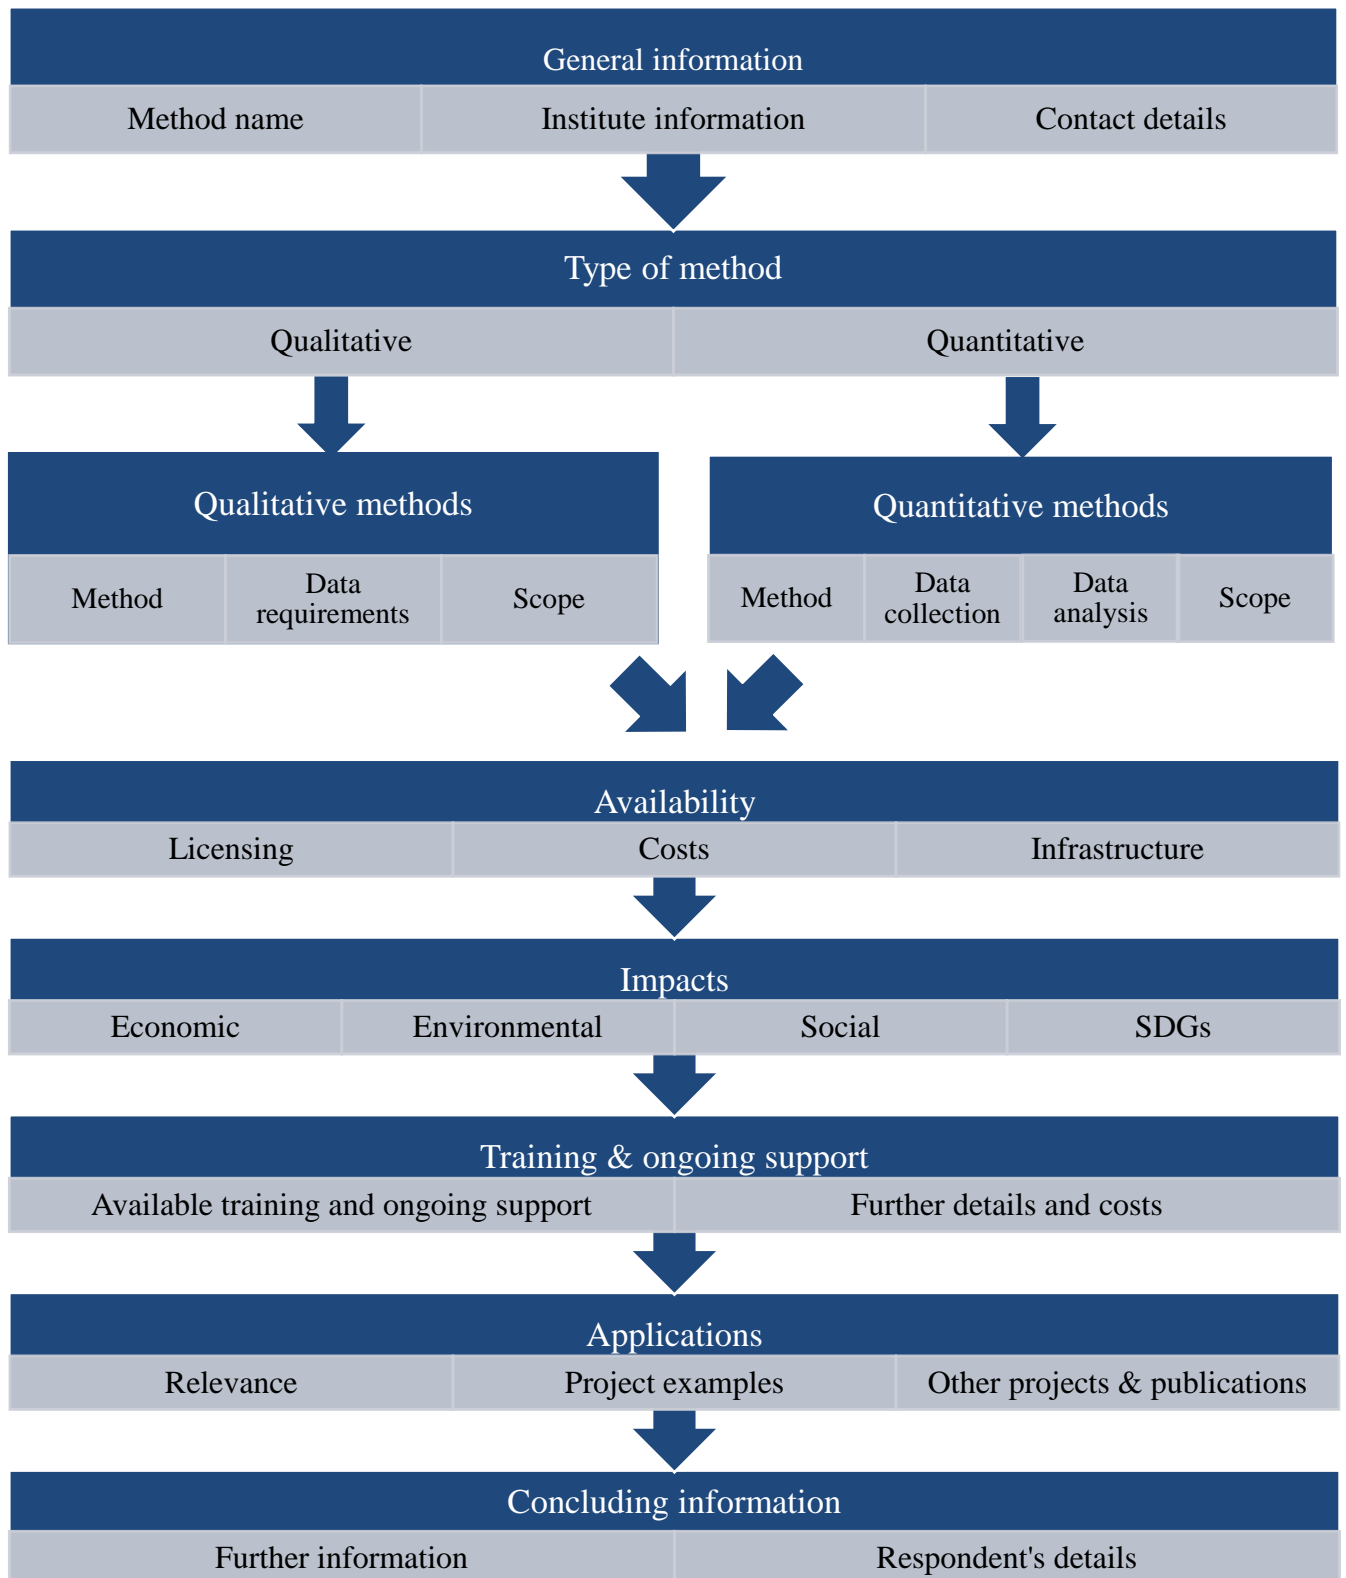 General information
Method name Institute information Contact details
Type of method
Qualitative Quantitative
Qualitative methods
Method Data requirements Scope
Quantitative methods
Method Data collection Data analysis Scope
Availability
Licensing Costs Infrastructure
Impacts
Economic Environmental Social SDGs
Training & ongoing support
Available training and ongoing support Further details and costs
Applications
Relevance Project examples Other projects & publications
Concluding information
Further information Respondent's details